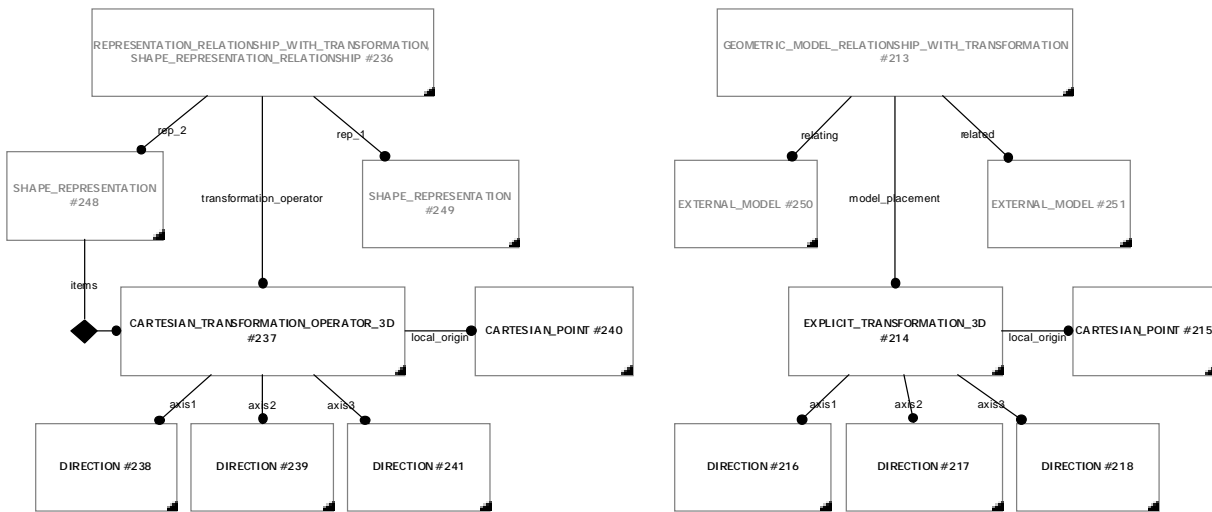 REPRESENTATION_RELATIONSHIP_WITH_TRANSFORMATION,
SHAPE_REPRESENTATION_RELATIONSHIP #236
rep_2
rep_1
SHAPE_REPRESENTATION
#248
transformation_operator
SHAPE_REPRESENTATION
#249
items
CARTESIAN_TRANSFORMATION_OPERATOR_3D
#237
local_origin
CARTESIAN_POINT #240
axis1
axis2
axis3
DIRECTION #238
DIRECTION #239
DIRECTION #241
GEOMETRIC_MODEL_RELATIONSHIP_WITH_TRANSFORMATION
#213
relating
related
EXTERNAL_MODEL #250
model_placement
EXTERNAL_MODEL #251
EXPLICIT_TRANSFORMATION_3D
#214
local_origin
CARTESIAN_POINT #215
axis1
axis2
axis3
DIRECTION #216
DIRECTION #217
DIRECTION #218